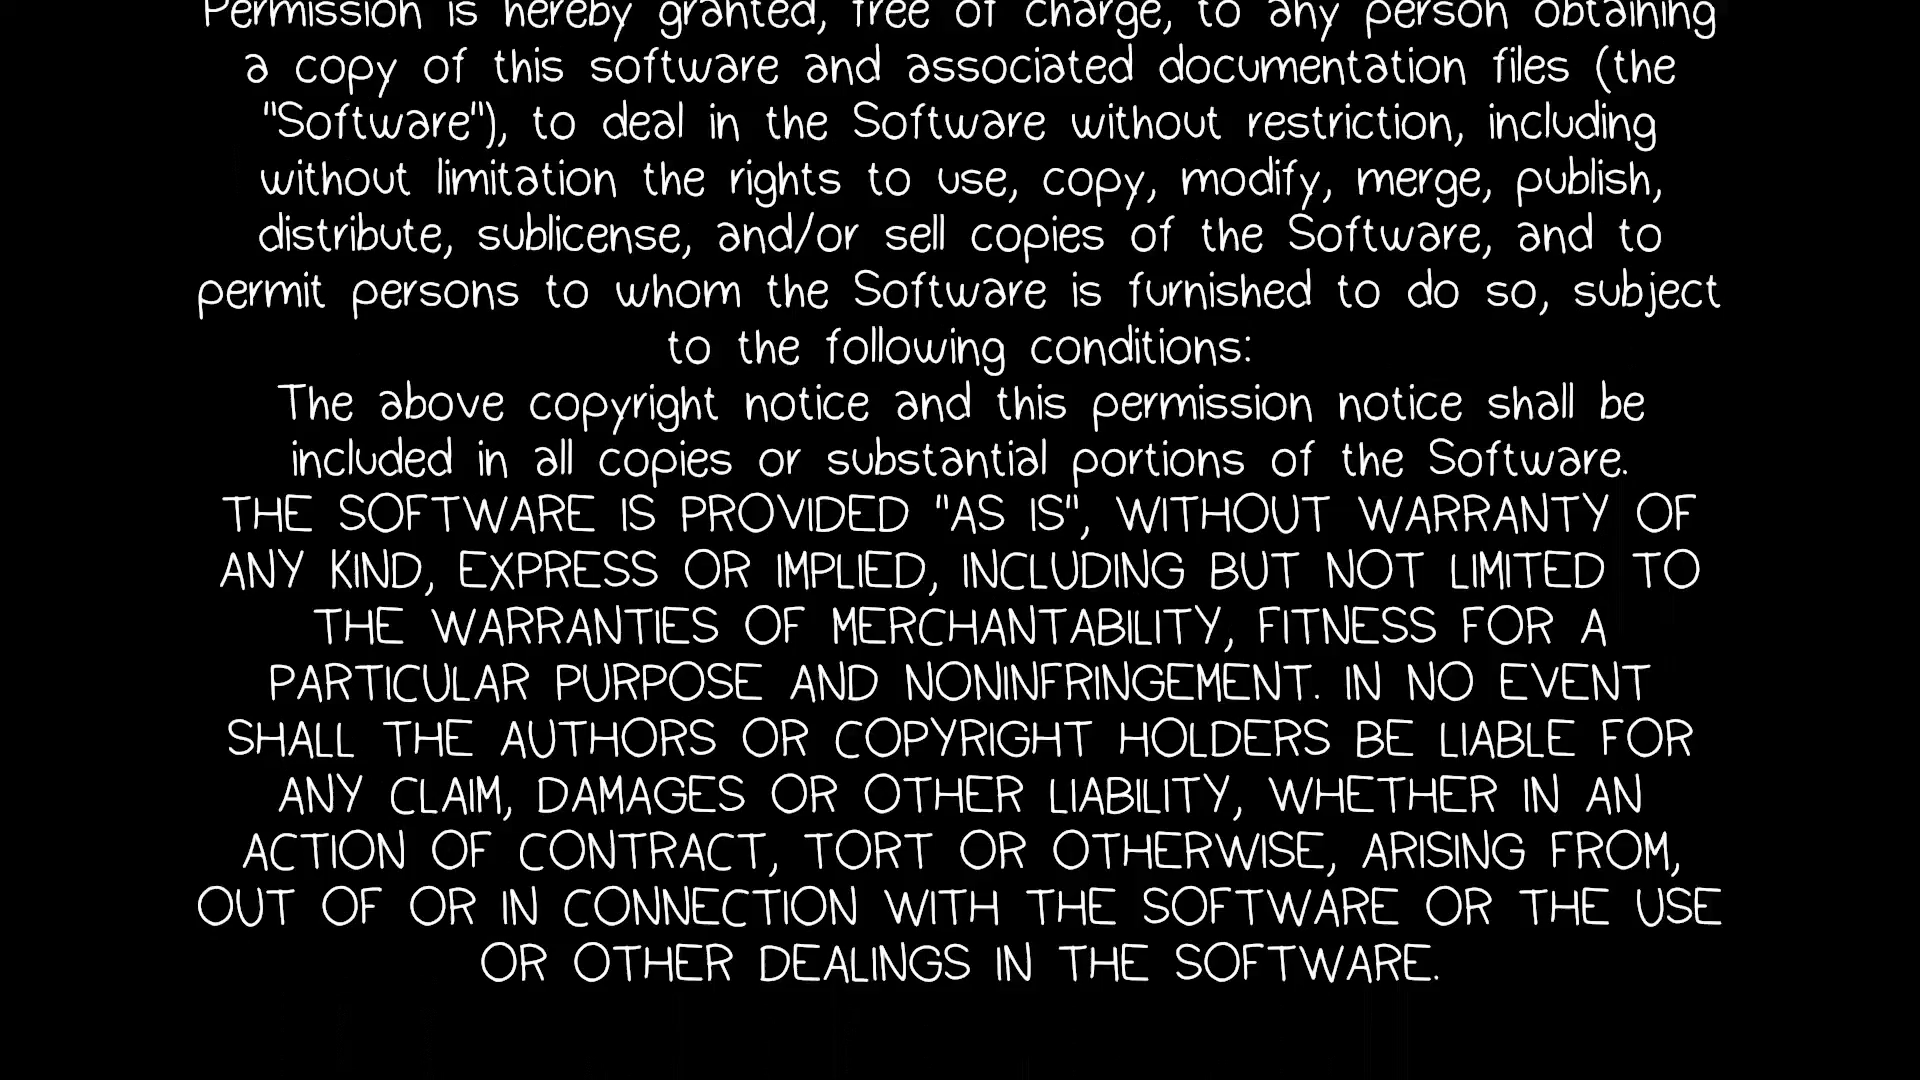 Permission is hereby granted, free of charge, to any person obtaining
a copy of this software and associated documentation files (the
"Software"), to deal in the Software without restriction, including
without limitation the rights to use, copy, modify, merge, publish,
distribute, sublicense, and/or sell copies of the Software, and to
permit persons to whom the Software is furnished to do so, subject
to the following conditions:
The above copyright notice and this permission notice shall be
included in all copies or substantial portions of the Software.
THE SOFTWARE IS PROVIDED "AS IS", WITHOUT WARRANTY OF
ANY KIND, EXPRESS OR IMPLIED, INCLUDING BUT NOT LIMITED TO
THE WARRANTIES OF MERCHANTABILITY, FITNESS FOR A
PARTICULAR PURPOSE AND NONINFRINGEMENT. IN NO EVENT
SHALL THE AUTHORS OR COPYRIGHT HOLDERS BE LIABLE FOR
ANY CLAIM, DAMAGES OR OTHER LIABILITY, WHETHER IN AN
ACTION OF CONTRACT, TORT OR OTHERWISE, ARISING FROM,
OUT OF OR IN CONNECTION WITH THE SOFTWARE OR THE USE
OR OTHER DEALINGS IN THE SOFTWARE.